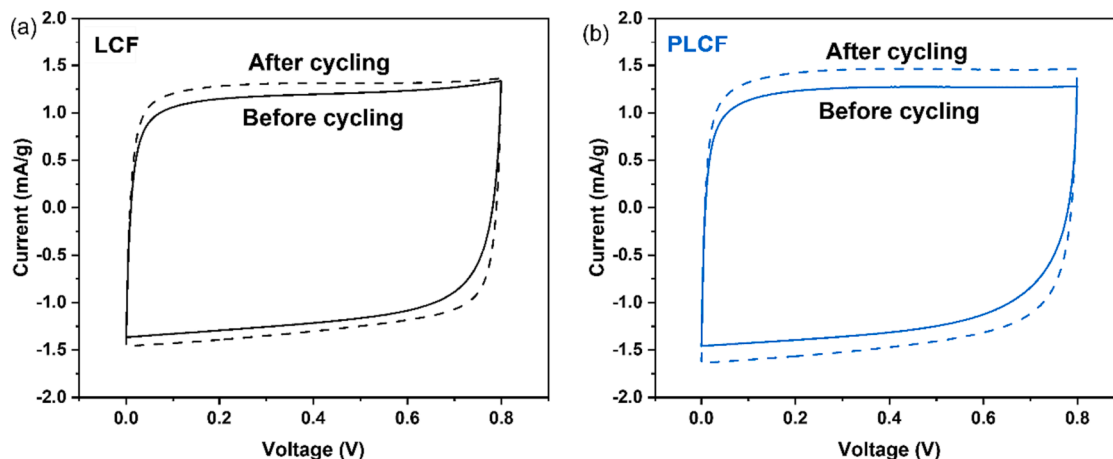 (a)
LCF
After cycling
Before cycling
2.0
1.5
1.0
0.5
0.0
-0.5
-1.0
-1.5
-2.0
Current (mA/g)
0.0 0.2 0.4 0.6 0.8
Voltage (V)
(b)
PLCF
After cycling
Before cycling
2.0
1.5
1.0
0.5
0.0
-0.5
-1.0
-1.5
-2.0
Current (mA/g)
0.0 0.2 0.4 0.6 0.8
Voltage (V)